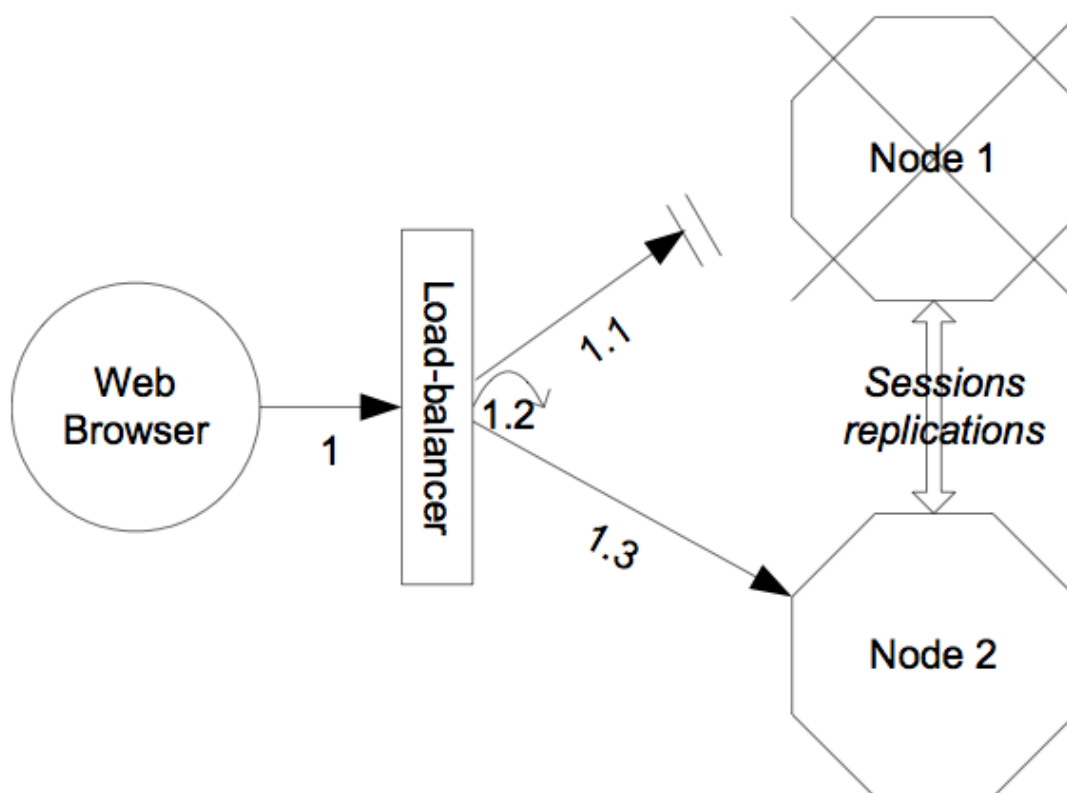 Node 1
1.1
Load-balancer
Web
Browser
1
1.2
Sessions
replications
1.3
Node 2